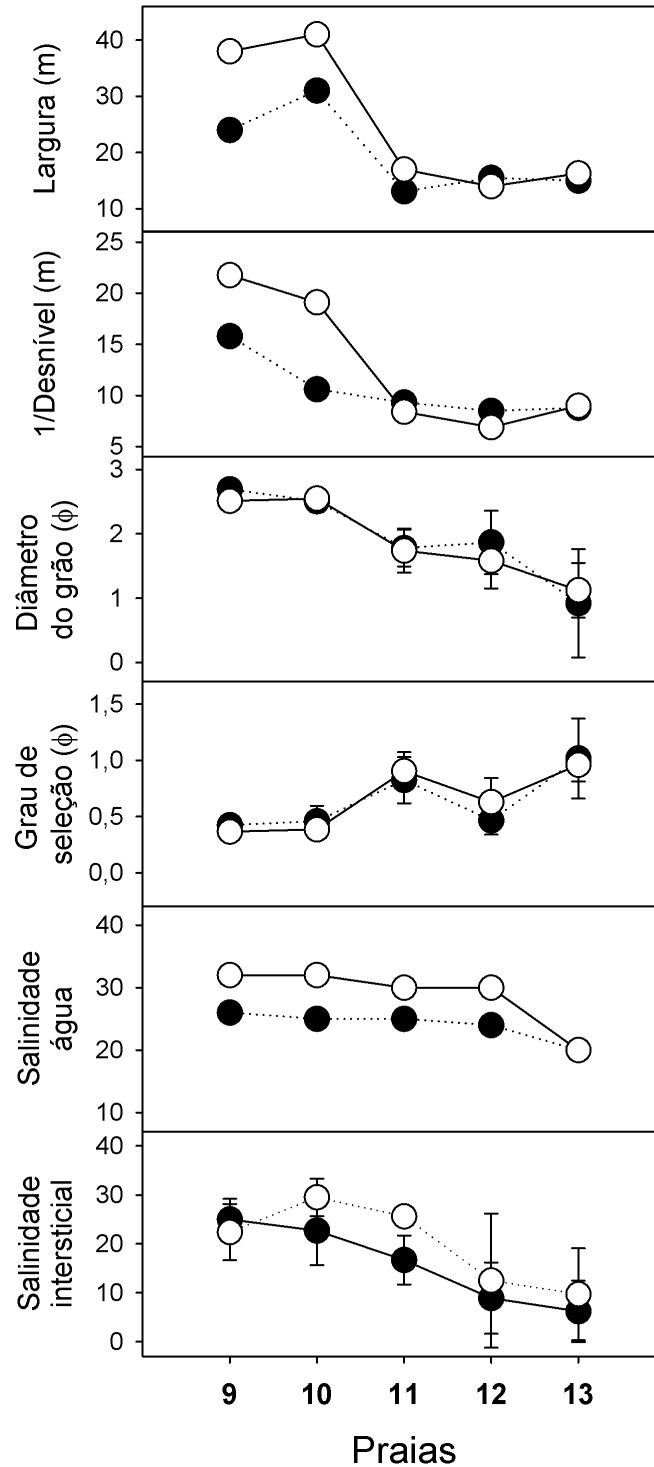 Largura (m)
40
30
20
10
1/Desnível (m)
25
20
15
10
5
Diâmetro
do grão (ϕ)
3
2
1
0
Grau de
seleção (ϕ)
1,5
1,0
0,5
0,0
Salinidade
água
40
30
20
10
Salinidade
intersticial
40
30
20
10
0
9 10 11 12 13
Praias